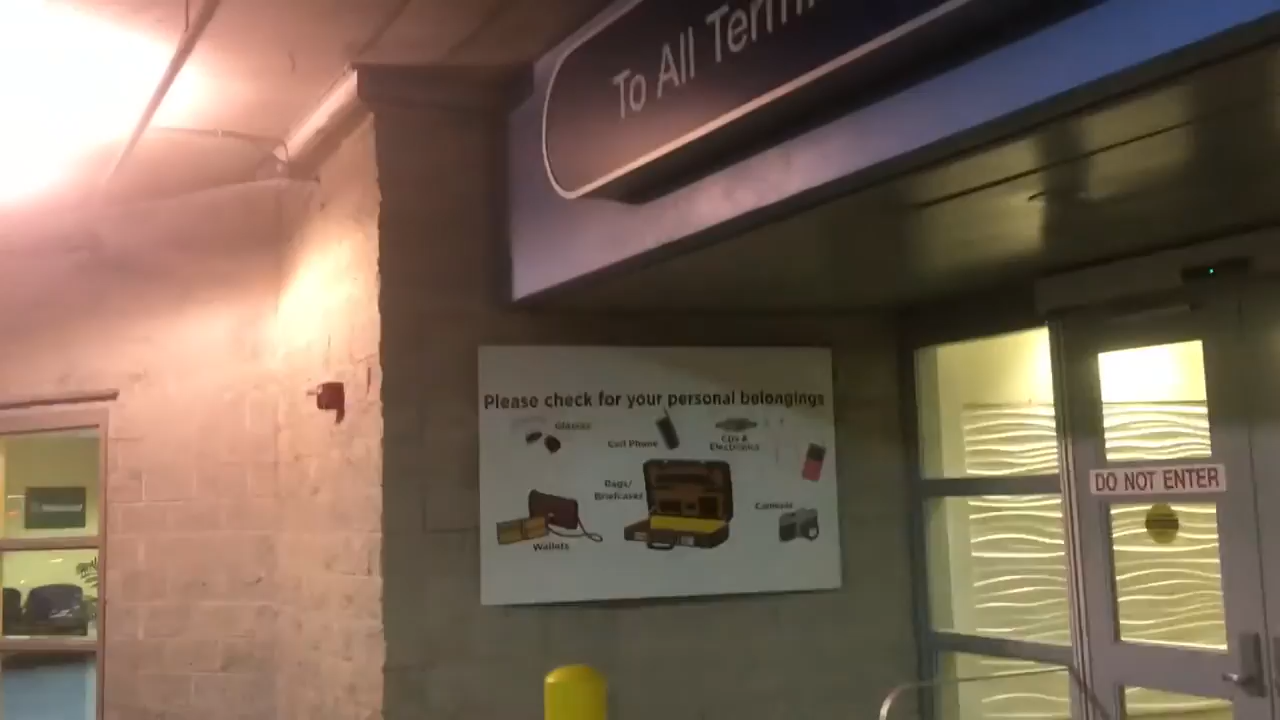 To All
Please check for your personal belongings
Glasses
Cell Phone
CDs &
Electronics
Bags/
Briefcases
Cameras
Wallets
DO NOT ENTER